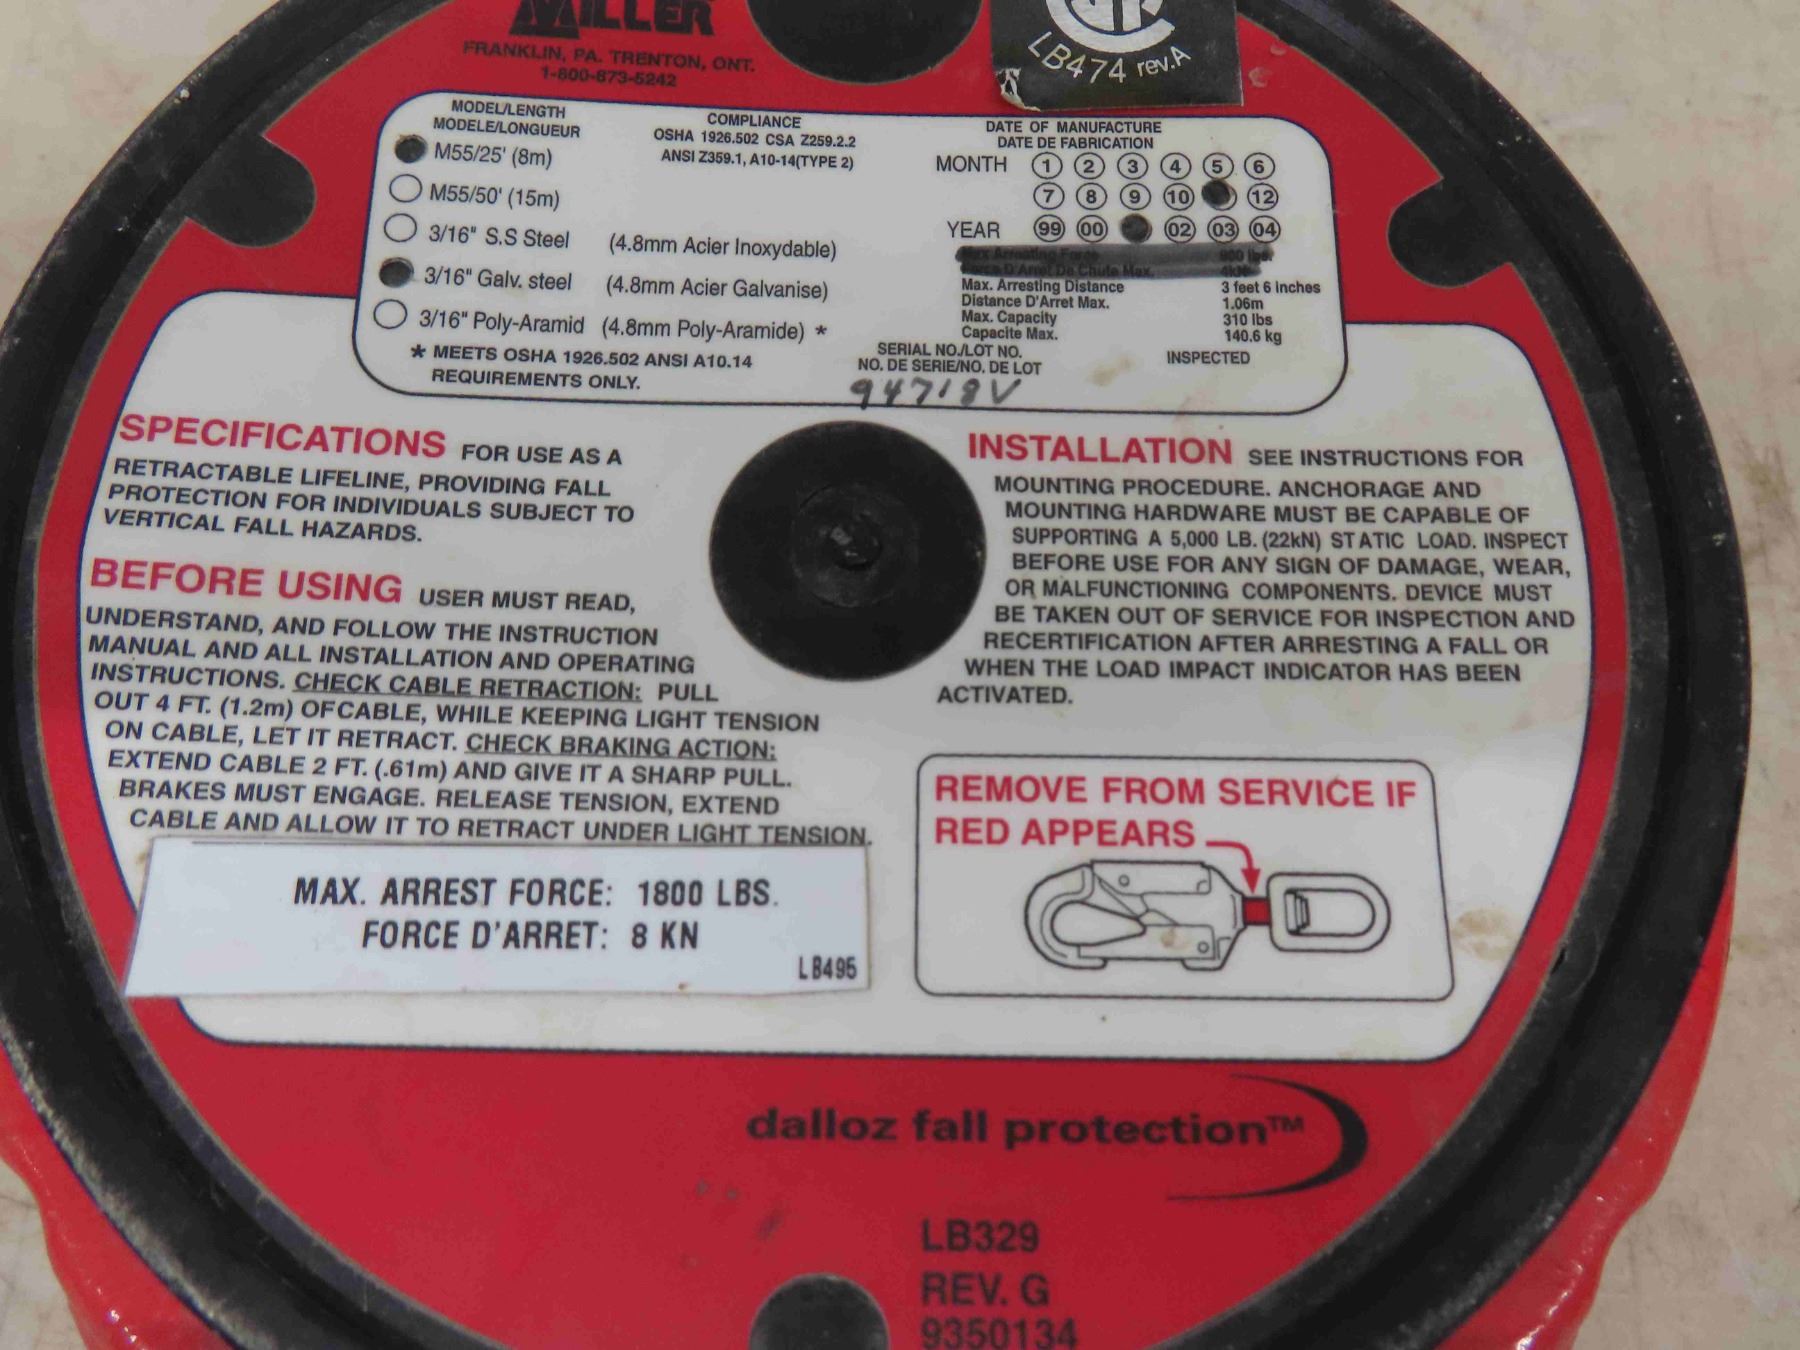 MILLER
FRANKLIN, PA. TRENTON, ONT.
1-800-873-5242
LB474 rev.A
MODEL/LENGTH
MODELE/LONGUEUR
M55/25' (8m)
M55/50' (15m)
3/16" S.S Steel (4.8mm Acier Inoxydable)
3/16" Galv. steel (4.8mm Acier Galvanise)
3/16" Poly-Aramid (4.8mm Poly-Aramide) *
* MEETS OSHA 1926.502 ANSI A10.14
REQUIREMENTS ONLY.
COMPLIANCE
OSHA 1926.502 CSA Z259.2.2
ANSI Z359.1, A10-14(TYPE 2)
DATE OF MANUFACTURE
DATE DE FABRICATION
MONTH 1 2 3 4 5 6
7 8 9 10 12
YEAR 99 00 02 03 04
Max Arresting Force 900 lbs.
Force D'Arret De Chute Max. 4kN
Max. Arresting Distance 3 feet 6 inches
Distance D'Arret Max. 1.06m
Max. Capacity 310 lbs
Capacite Max. 140.6 kg
SERIAL NO./LOT NO. INSPECTED
NO. DE SERIE/NO. DE LOT
94718V
SPECIFICATIONS FOR USE AS A
RETRACTABLE LIFELINE, PROVIDING FALL
PROTECTION FOR INDIVIDUALS SUBJECT TO
VERTICAL FALL HAZARDS.
BEFORE USING USER MUST READ,
UNDERSTAND, AND FOLLOW THE INSTRUCTION
MANUAL AND ALL INSTALLATION AND OPERATING
INSTRUCTIONS. CHECK CABLE RETRACTION: PULL
OUT 4 FT. (1.2m) OFCABLE, WHILE KEEPING LIGHT TENSION
ON CABLE, LET IT RETRACT. CHECK BRAKING ACTION:
EXTEND CABLE 2 FT. (.61m) AND GIVE IT A SHARP PULL.
BRAKES MUST ENGAGE. RELEASE TENSION, EXTEND
CABLE AND ALLOW IT TO RETRACT UNDER LIGHT TENSION.
MAX. ARREST FORCE: 1800 LBS.
FORCE D'ARRET: 8 KN
LB495
INSTALLATION SEE INSTRUCTIONS FOR
MOUNTING PROCEDURE. ANCHORAGE AND
MOUNTING HARDWARE MUST BE CAPABLE OF
SUPPORTING A 5,000 LB. (22kN) STATIC LOAD. INSPECT
BEFORE USE FOR ANY SIGN OF DAMAGE, WEAR,
OR MALFUNCTIONING COMPONENTS. DEVICE MUST
BE TAKEN OUT OF SERVICE FOR INSPECTION AND
RECERTIFICATION AFTER ARRESTING A FALL OR
WHEN THE LOAD IMPACT INDICATOR HAS BEEN
ACTIVATED.
REMOVE FROM SERVICE IF
RED APPEARS
dalloz fall protection™
LB329
REV. G
9350134